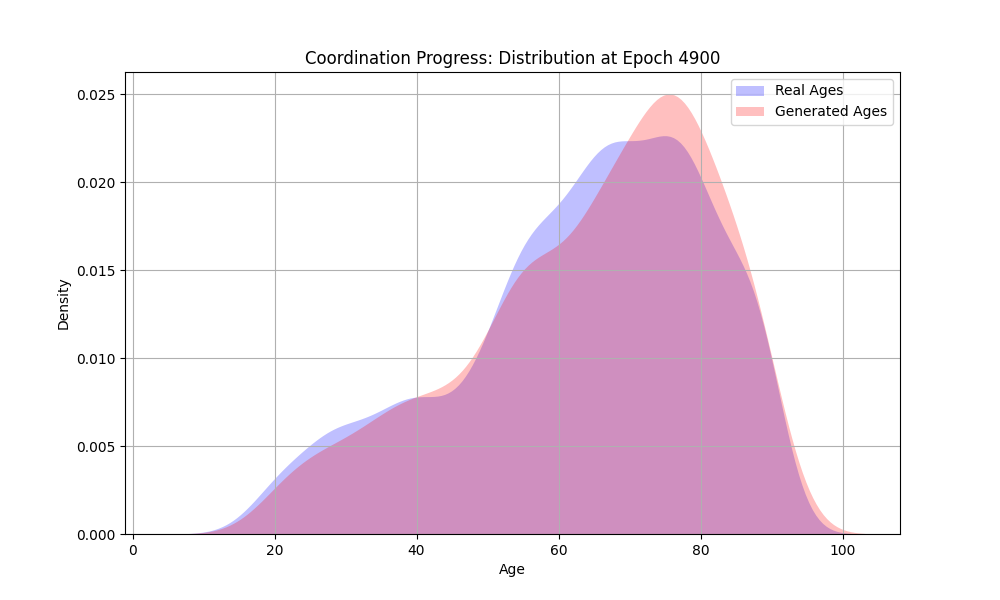 Coordination Progress: Distribution at Epoch 4900
Real Ages
Generated Ages
0.025
0.020
0.015
0.010
0.005
0.000
Density
0 20 40 60 80 100
Age